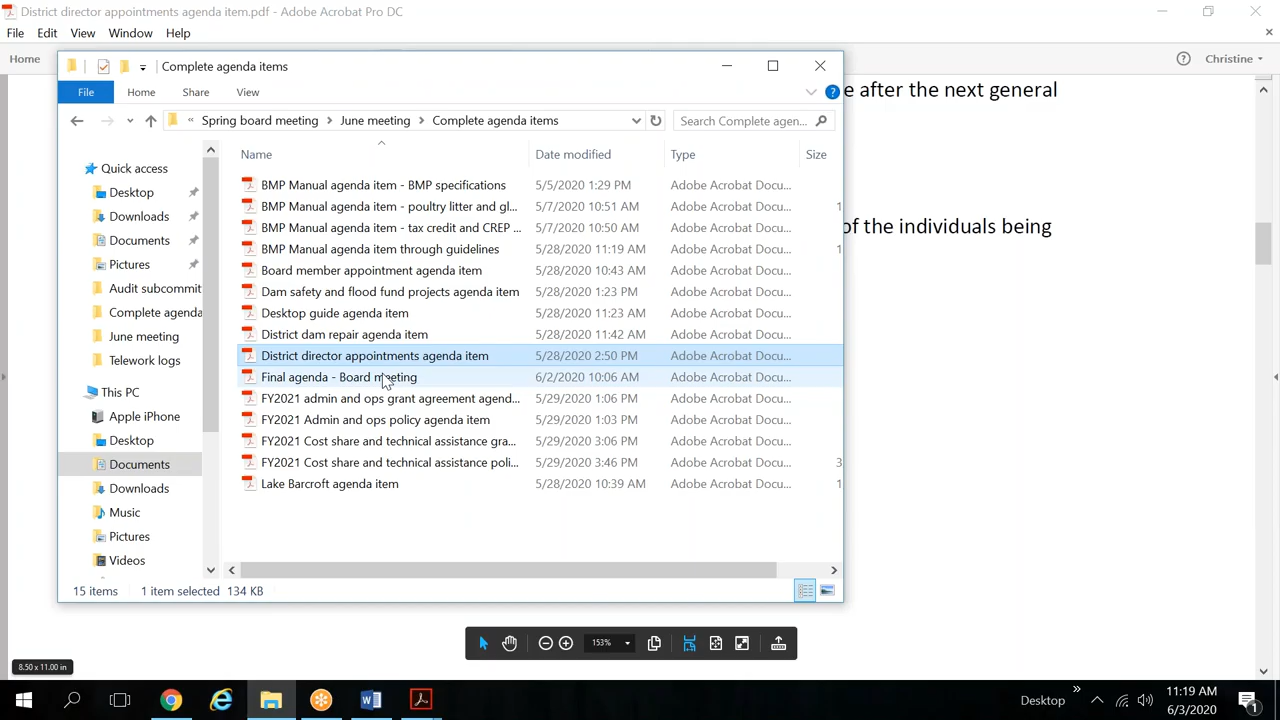 District director appointments agenda item.pdf - Adobe Acrobat Pro DC
File Edit View Window Help
Home
Christine
Complete agenda items
File Home Share View
« Spring board meeting > June meeting > Complete agenda items
Search Complete agen...
Name Date modified Type Size
Quick access
Desktop
Downloads
Documents
Pictures
Audit subcommit
Complete agenda
June meeting
Telework logs
This PC
Apple iPhone
Desktop
Documents
Downloads
Music
Pictures
Videos
BMP Manual agenda item - BMP specifications 5/5/2020 1:29 PM Adobe Acrobat Docu...
BMP Manual agenda item - poultry litter and gl... 5/7/2020 10:51 AM Adobe Acrobat Docu... 1
BMP Manual agenda item - tax credit and CREP ... 5/7/2020 10:50 AM Adobe Acrobat Docu...
BMP Manual agenda item through guidelines 5/28/2020 11:19 AM Adobe Acrobat Docu... 1
Board member appointment agenda item 5/28/2020 10:43 AM Adobe Acrobat Docu...
Dam safety and flood fund projects agenda item 5/28/2020 1:23 PM Adobe Acrobat Docu...
Desktop guide agenda item 5/28/2020 11:23 AM Adobe Acrobat Docu...
District dam repair agenda item 5/28/2020 11:42 AM Adobe Acrobat Docu...
District director appointments agenda item 5/28/2020 2:50 PM Adobe Acrobat Docu...
Final agenda - Board meeting 6/2/2020 10:06 AM Adobe Acrobat Docu...
FY2021 admin and ops grant agreement agend... 5/29/2020 1:06 PM Adobe Acrobat Docu...
FY2021 Admin and ops policy agenda item 5/29/2020 1:03 PM Adobe Acrobat Docu...
FY2021 Cost share and technical assistance gra... 5/29/2020 3:06 PM Adobe Acrobat Docu...
FY2021 Cost share and technical assistance poli... 5/29/2020 3:46 PM Adobe Acrobat Docu... 3
Lake Barcroft agenda item 5/28/2020 10:39 AM Adobe Acrobat Docu... 1
15 items 1 item selected 134 KB
e after the next general
of the individuals being
153%
8.50 x 11.00 in
Desktop
11:19 AM
6/3/2020
1